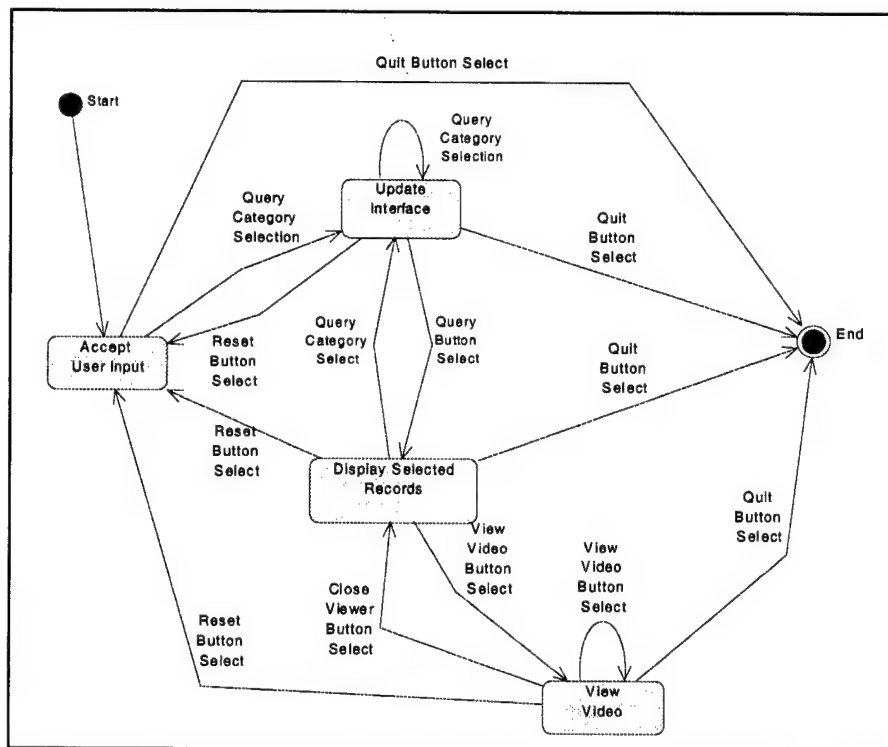 Quit Button Select
Start
Query
Category
Selection
Update
Interface
Query
Category
Selection
Quit
Button
Select
End
Accept
User Input
Reset
Button
Select
Query
Category
Select
Query
Button
Select
Quit
Button
Select
Reset
Button
Select
Display Selected
Records
View
Video
Button
Select
View
Video
Button
Select
Quit
Button
Select
Close
Viewer
Button
Select
Reset
Button
Select
View
Video